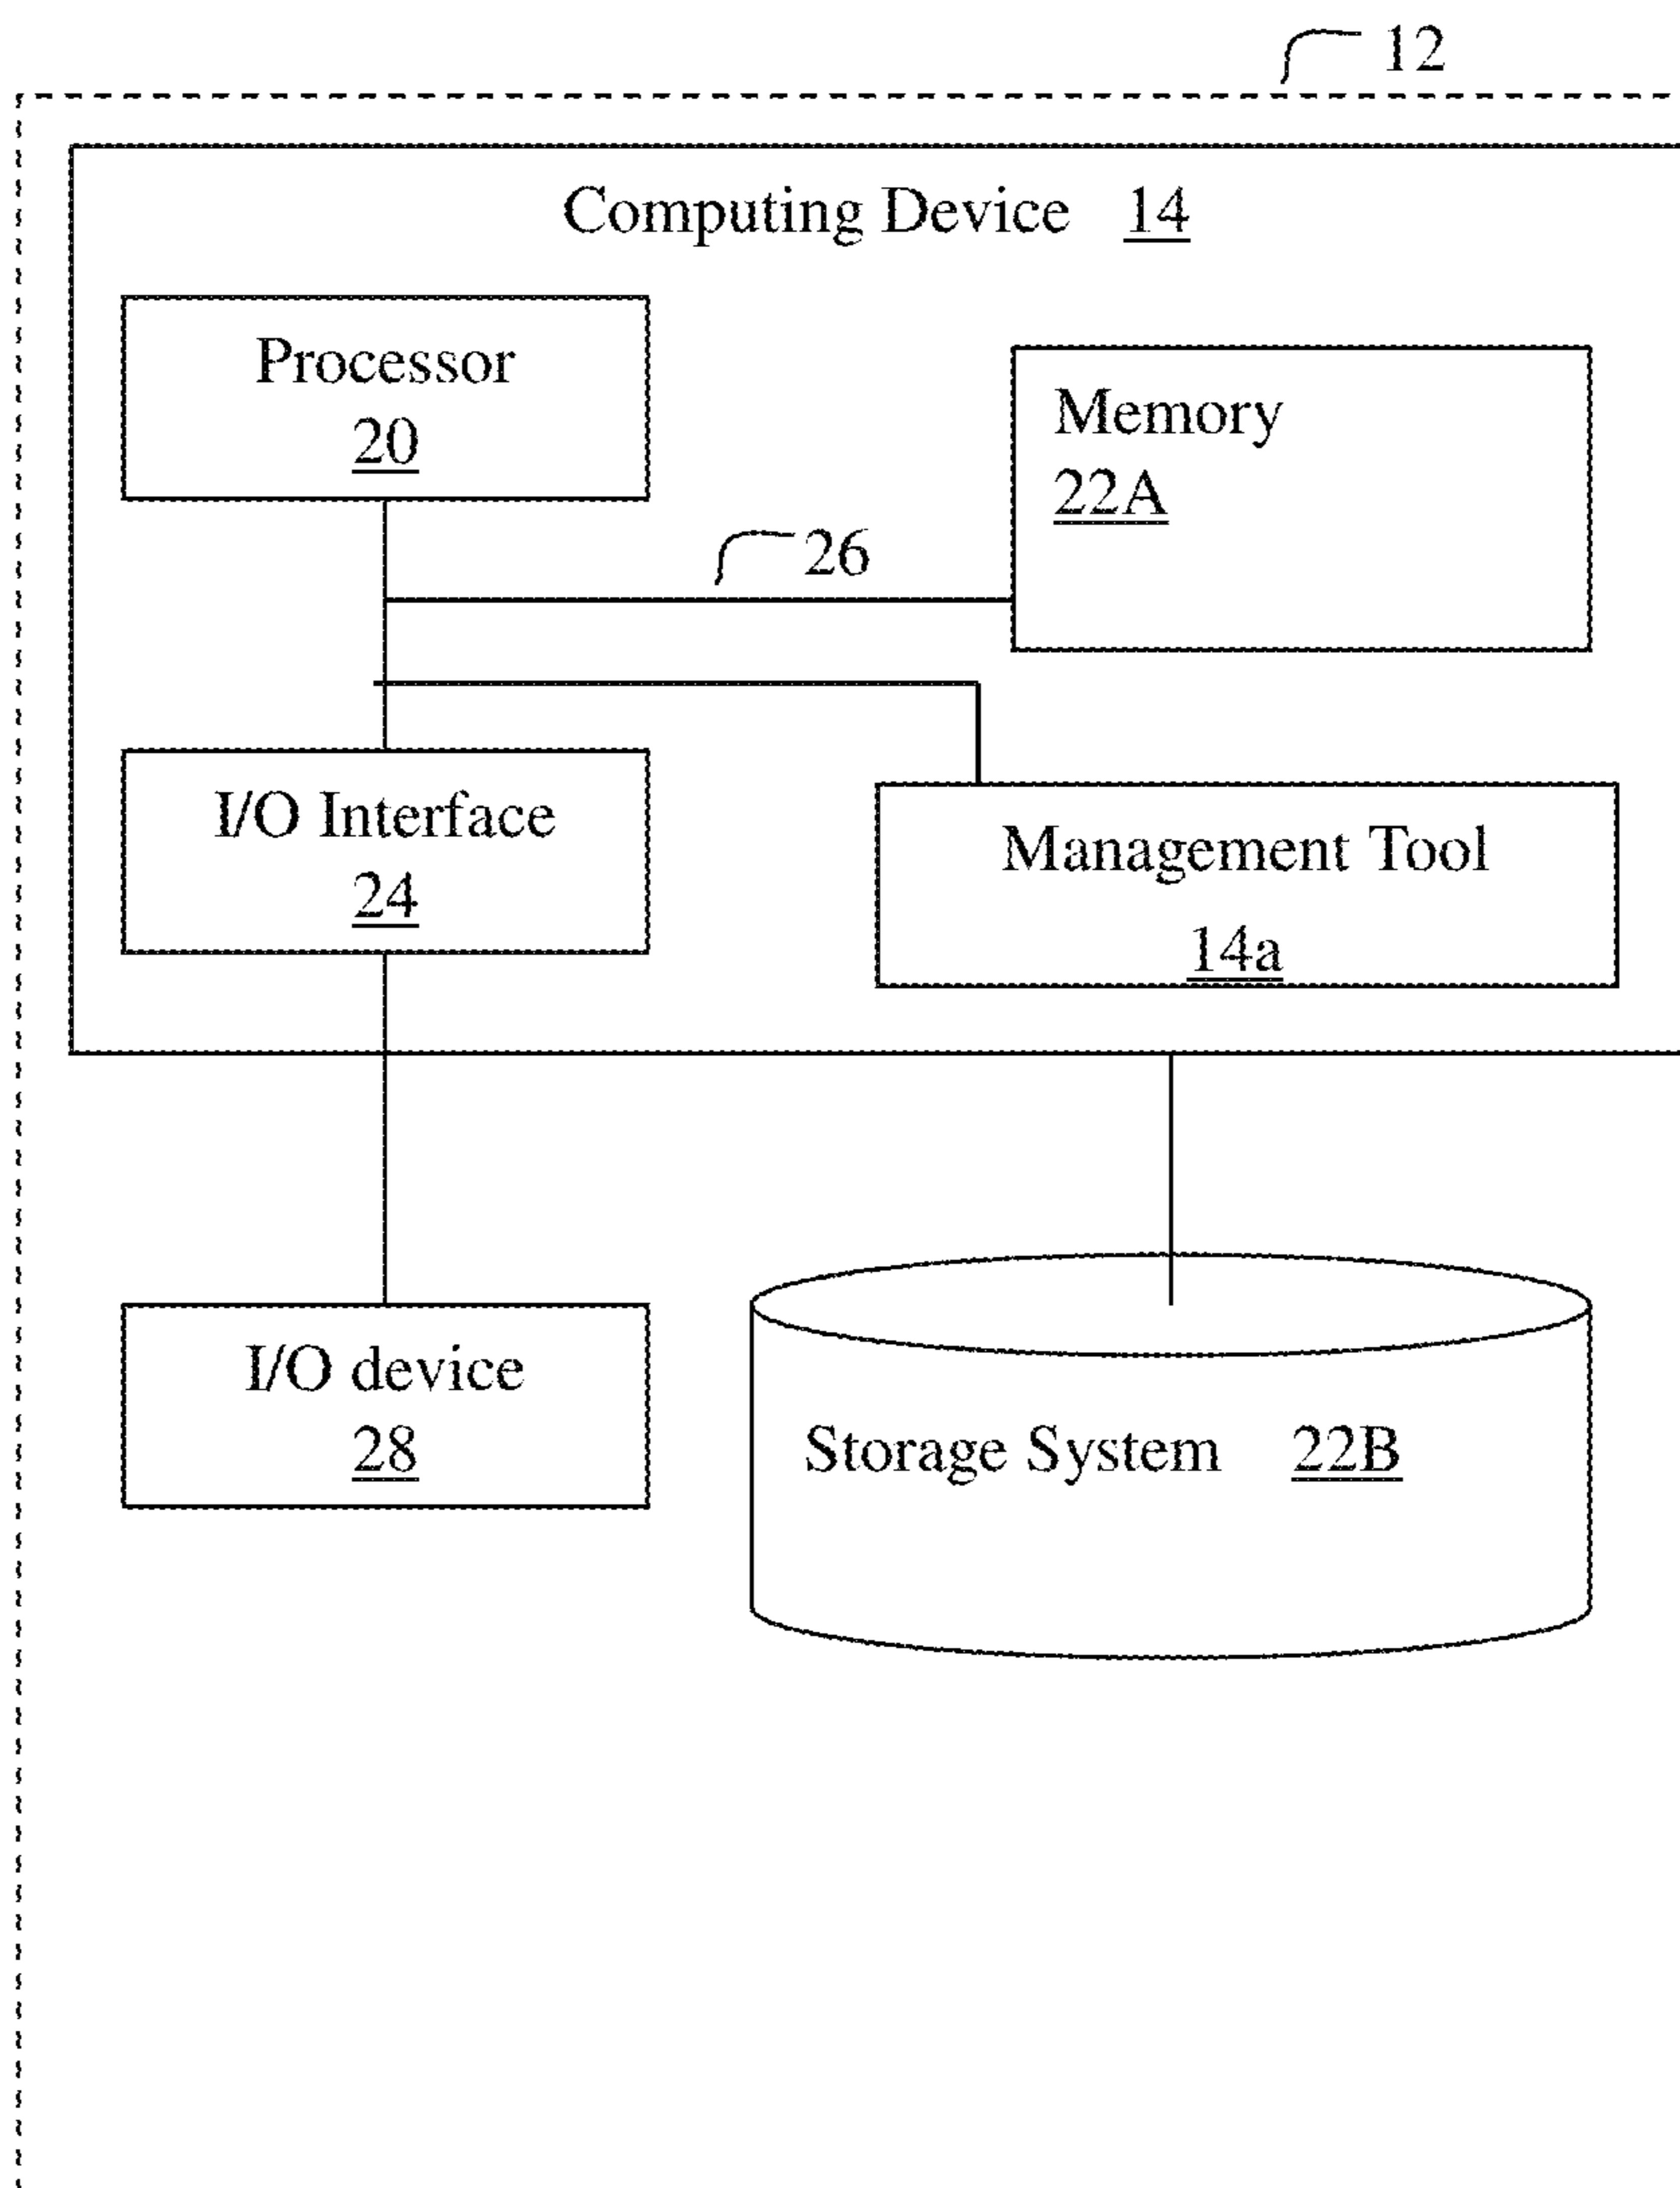 12
Computing Device 14
Processor
20
Memory
22A
26
I/O Interface
24
Management Tool
14a
I/O device
28
Storage System 22B